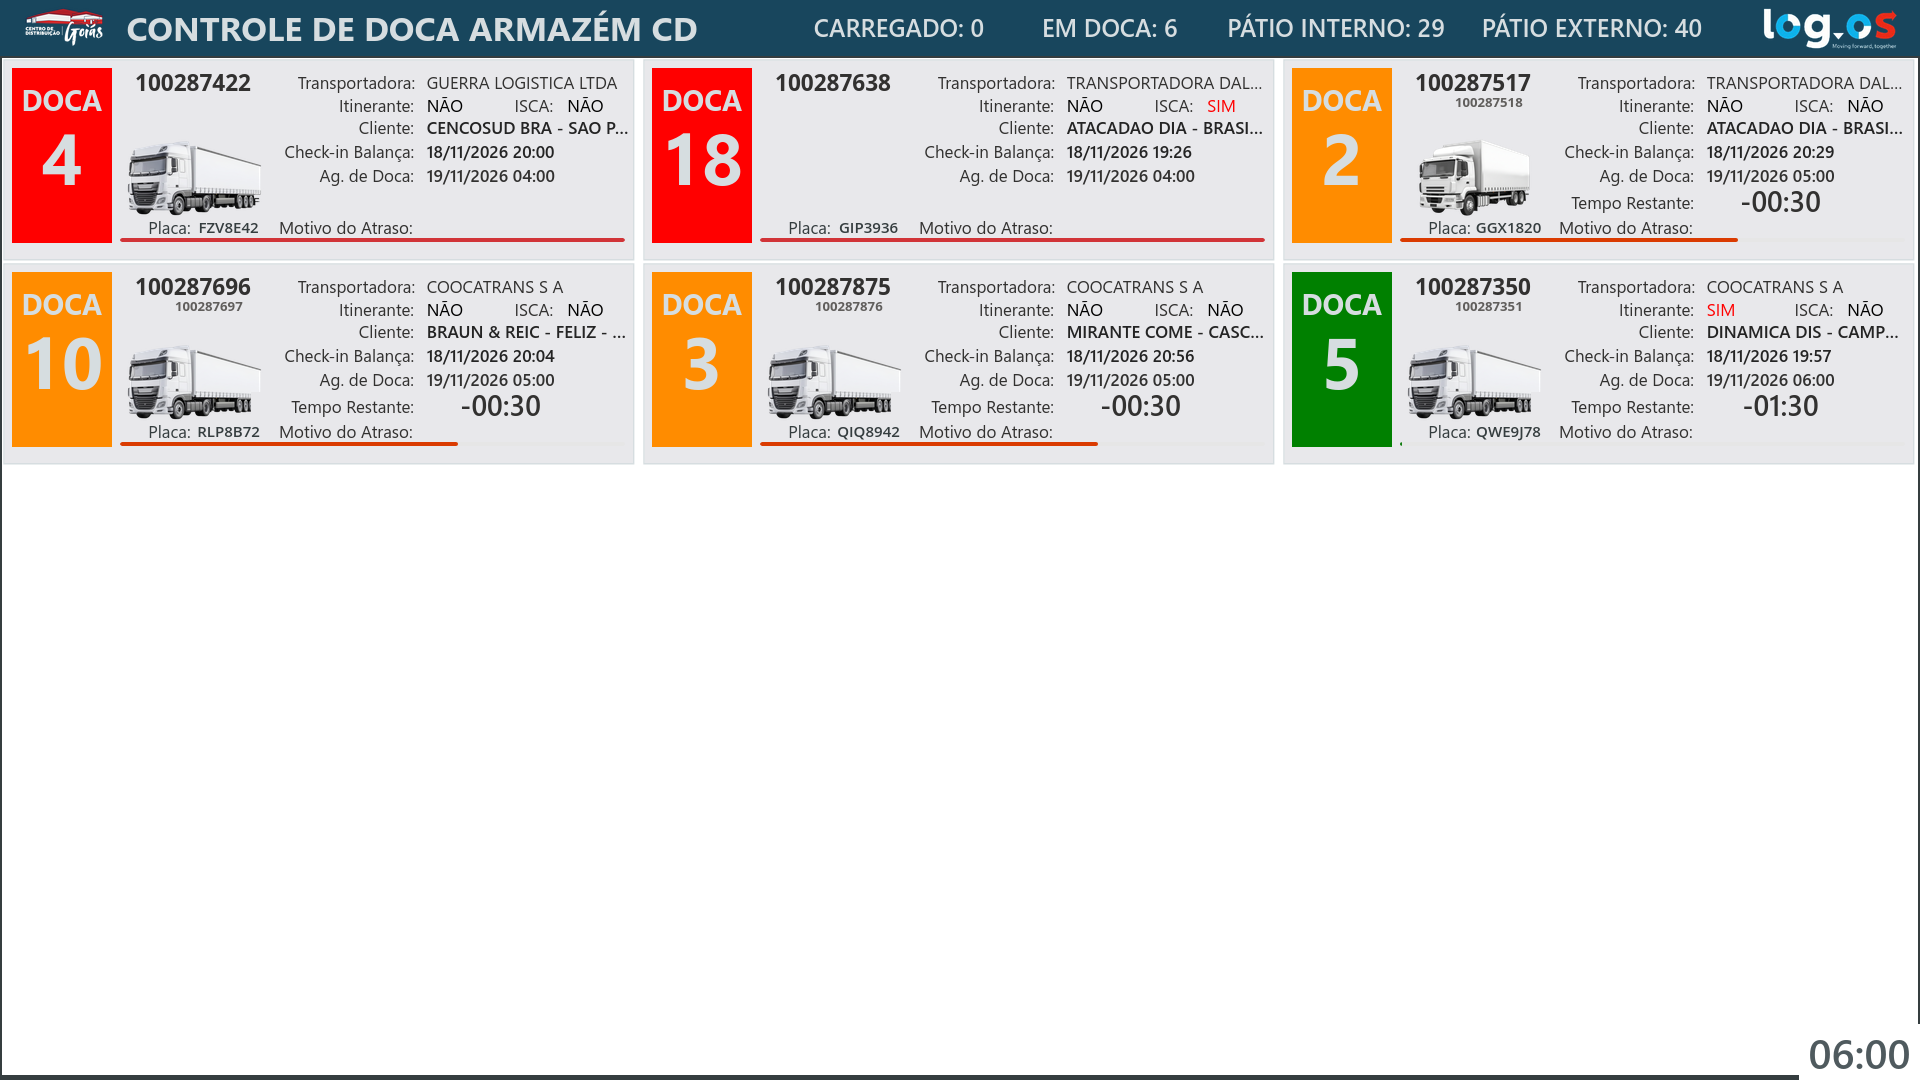 CENTRO DE DISTRIBUIÇÃO Goiás
CONTROLE DE DOCA ARMAZÉM CD
CARREGADO: 0
EM DOCA: 6
PÁTIO INTERNO: 29
PÁTIO EXTERNO: 40
log.os
Moving forward, together
DOCA
4
100287422
Transportadora: GUERRA LOGISTICA LTDA
Itinerante: NÃO ISCA: NÃO
Cliente: CENCOSUD BRA - SAO P...
Check-in Balança: 18/11/2026 20:00
Ag. de Doca: 19/11/2026 04:00
Placa: FZV8E42 Motivo do Atraso:
DOCA
18
100287638
Transportadora: TRANSPORTADORA DAL...
Itinerante: NÃO ISCA: SIM
Cliente: ATACADAO DIA - BRASI...
Check-in Balança: 18/11/2026 19:26
Ag. de Doca: 19/11/2026 04:00
Placa: GIP3936 Motivo do Atraso:
DOCA
2
100287517
100287518
Transportadora: TRANSPORTADORA DAL...
Itinerante: NÃO ISCA: NÃO
Cliente: ATACADAO DIA - BRASI...
Check-in Balança: 18/11/2026 20:29
Ag. de Doca: 19/11/2026 05:00
Tempo Restante: -00:30
Placa: GGX1820 Motivo do Atraso:
DOCA
10
100287696
100287697
Transportadora: COOCATRANS S A
Itinerante: NÃO ISCA: NÃO
Cliente: BRAUN & REIC - FELIZ - ...
Check-in Balança: 18/11/2026 20:04
Ag. de Doca: 19/11/2026 05:00
Tempo Restante: -00:30
Placa: RLP8B72 Motivo do Atraso:
DOCA
3
100287875
100287876
Transportadora: COOCATRANS S A
Itinerante: NÃO ISCA: NÃO
Cliente: MIRANTE COME - CASC...
Check-in Balança: 18/11/2026 20:56
Ag. de Doca: 19/11/2026 05:00
Tempo Restante: -00:30
Placa: QIQ8942 Motivo do Atraso:
DOCA
5
100287350
100287351
Transportadora: COOCATRANS S A
Itinerante: SIM ISCA: NÃO
Cliente: DINAMICA DIS - CAMP...
Check-in Balança: 18/11/2026 19:57
Ag. de Doca: 19/11/2026 06:00
Tempo Restante: -01:30
Placa: QWE9J78 Motivo do Atraso:
06:00